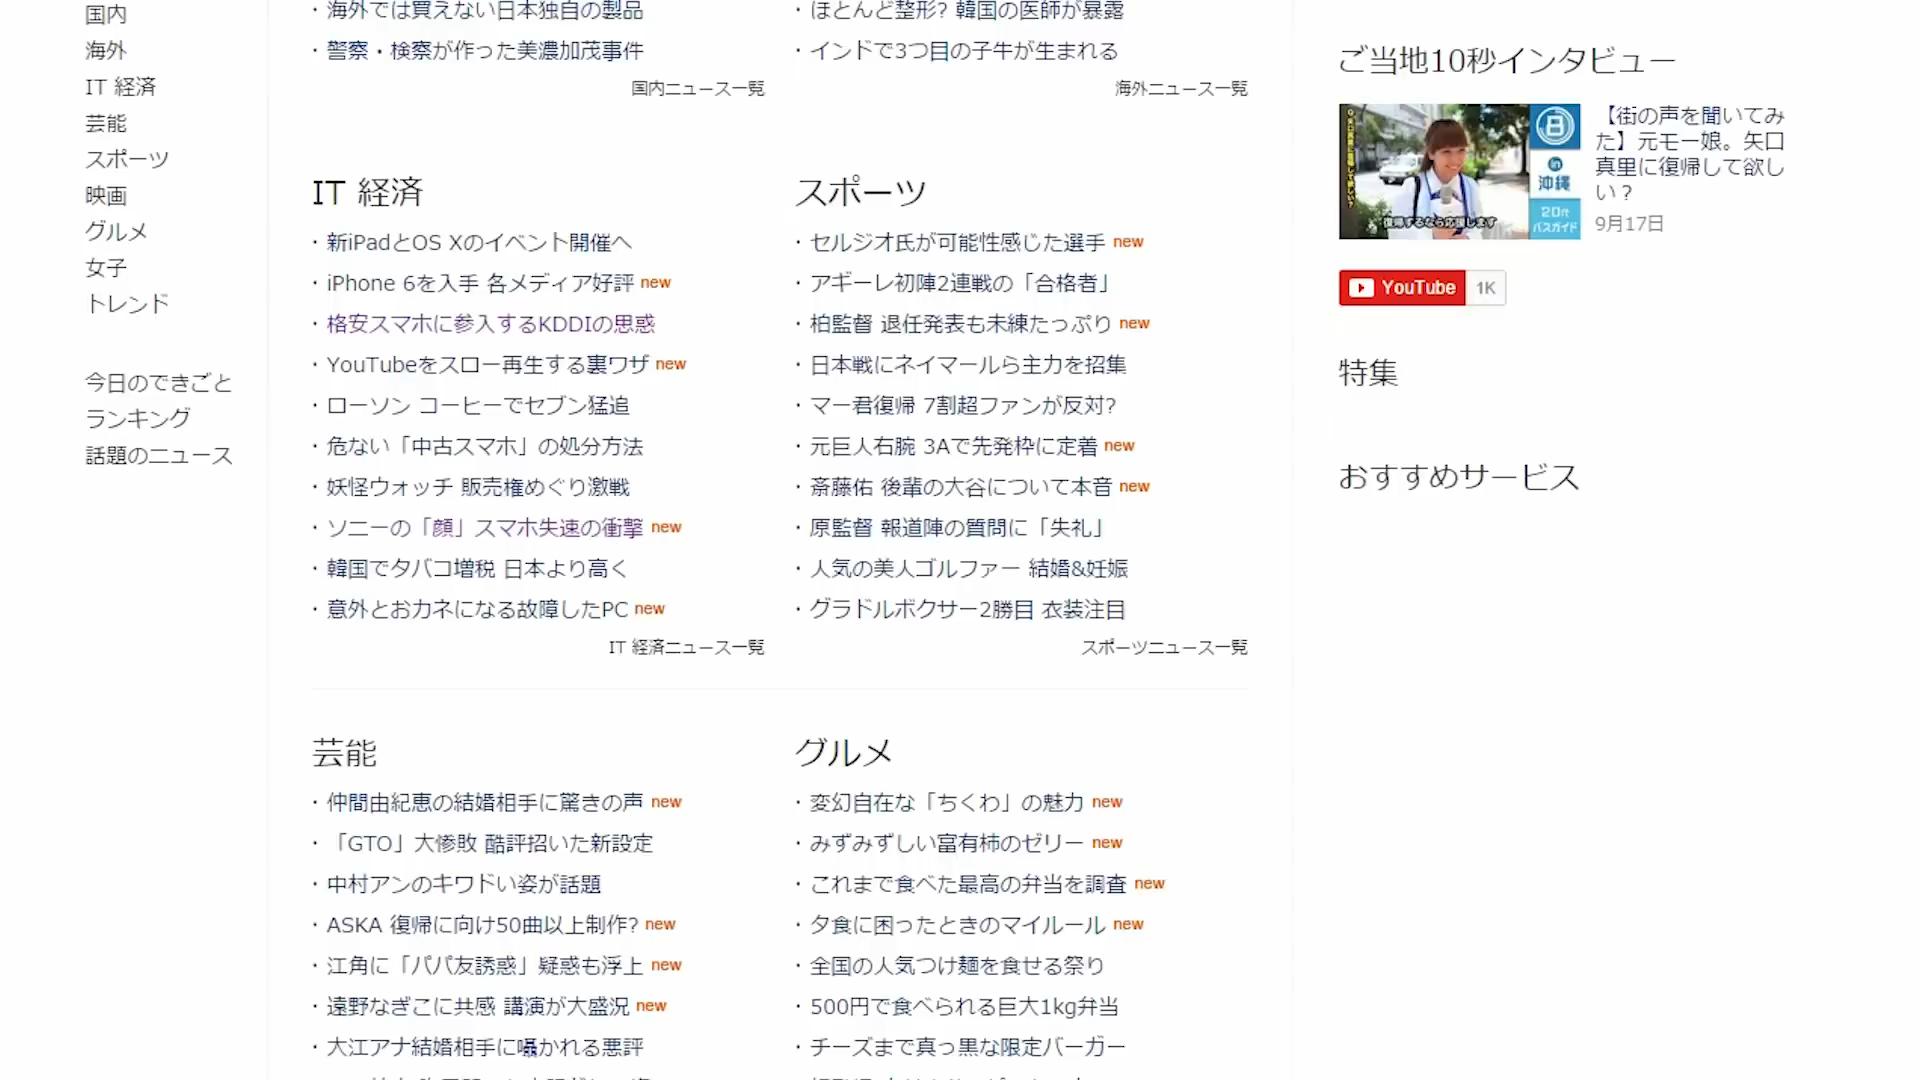 国内
海外
IT 経済
芸能
スポーツ
映画
グルメ
女子
トレンド
今日のできごと
ランキング
話題のニュース
・海外では買えない日本独自の製品
・警察・検察が作った美濃加茂事件
国内ニュース一覧
・ほとんど整形? 韓国の医師が暴露
・インドで3つ目の子牛が生まれる
海外ニュース一覧
IT 経済
・新iPadとOS Xのイベント開催へ
・iPhone 6を入手 各メディア好評 new
・格安スマホに参入するKDDIの思惑
・YouTubeをスロー再生する裏ワザ new
・ローソン コーヒーでセブン猛追
・危ない「中古スマホ」の処分方法
・妖怪ウォッチ 販売権めぐり激戦
・ソニーの「顔」スマホ失速の衝撃 new
・韓国でタバコ増税 日本より高く
・意外とおカネになる故障したPC new
IT 経済ニュース一覧
スポーツ
・セルジオ氏が可能性感じた選手 new
・アギーレ初陣2連戦の「合格者」
・柏監督 退任発表も未練たっぷり new
・日本戦にネイマールら主力を招集
・マー君復帰 7割超ファンが反対?
・元巨人右腕 3Aで先発枠に定着 new
・斎藤佑 後輩の大谷について本音 new
・原監督 報道陣の質問に「失礼」
・人気の美人ゴルファー 結婚&妊娠
・グラドルボクサー2勝目 衣装注目
スポーツニュース一覧
芸能
・仲間由紀恵の結婚相手に驚きの声 new
・「GTO」大惨敗 酷評招いた新設定
・中村アンのキワドい姿が話題
・ASKA 復帰に向け50曲以上制作? new
・江角に「パパ友誘惑」疑惑も浮上 new
・遠野なぎこに共感 講演が大盛況 new
・大江アナ結婚相手に囁かれる悪評
グルメ
・変幻自在な「ちくわ」の魅力 new
・みずみずしい富有柿のゼリー new
・これまで食べた最高の弁当を調査 new
・夕食に困ったときのマイルール new
・全国の人気つけ麺を食せる祭り
・500円で食べられる巨大1kg弁当
・チーズまで真っ黒な限定バーガー
ご当地10秒インタビュー
in
沖縄
20代
バスガイド
復帰するなら応援します
【街の声を聞いてみ
た】元モー娘。矢口
真里に復帰して欲し
い？
9月17日
YouTube 1K
特集
おすすめサービス